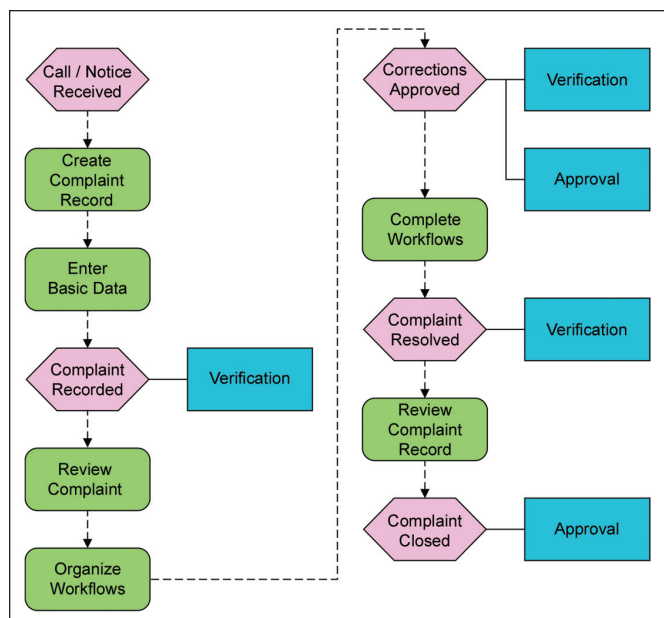 Call / Notice
Received
Create
Complaint
Record
Enter
Basic Data
Complaint
Recorded
Verification
Review
Complaint
Organize
Workflows
Corrections
Approved
Verification
Approval
Complete
Workflows
Complaint
Resolved
Verification
Review
Complaint
Record
Complaint
Closed
Approval